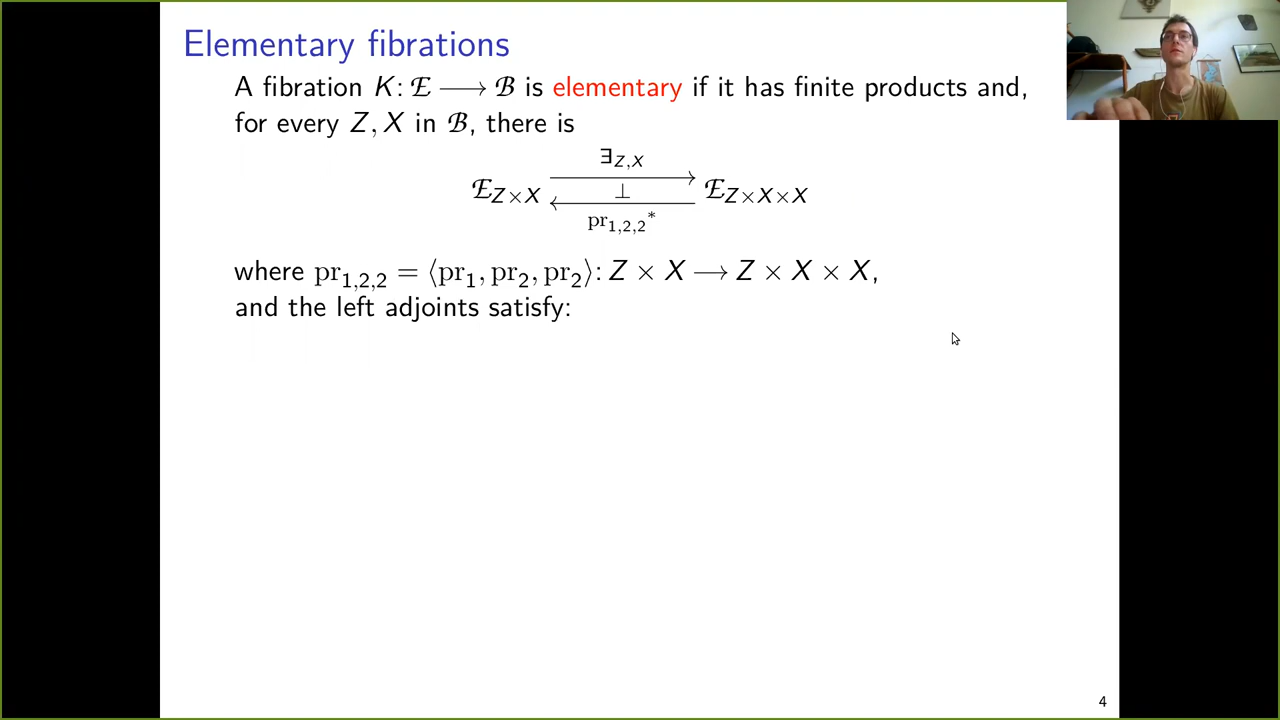 Elementary fibrations
A fibration K: ℰ ⟶ ℬ is elementary if it has finite products and,
for every Z, X in ℬ, there is
∃_{Z,X}
ℰ_{Z×X} ⊥ ℰ_{Z×X×X}
pr_{1,2,2}*
where pr_{1,2,2} = ⟨pr_1, pr_2, pr_2⟩: Z × X ⟶ Z × X × X,
and the left adjoints satisfy:
4